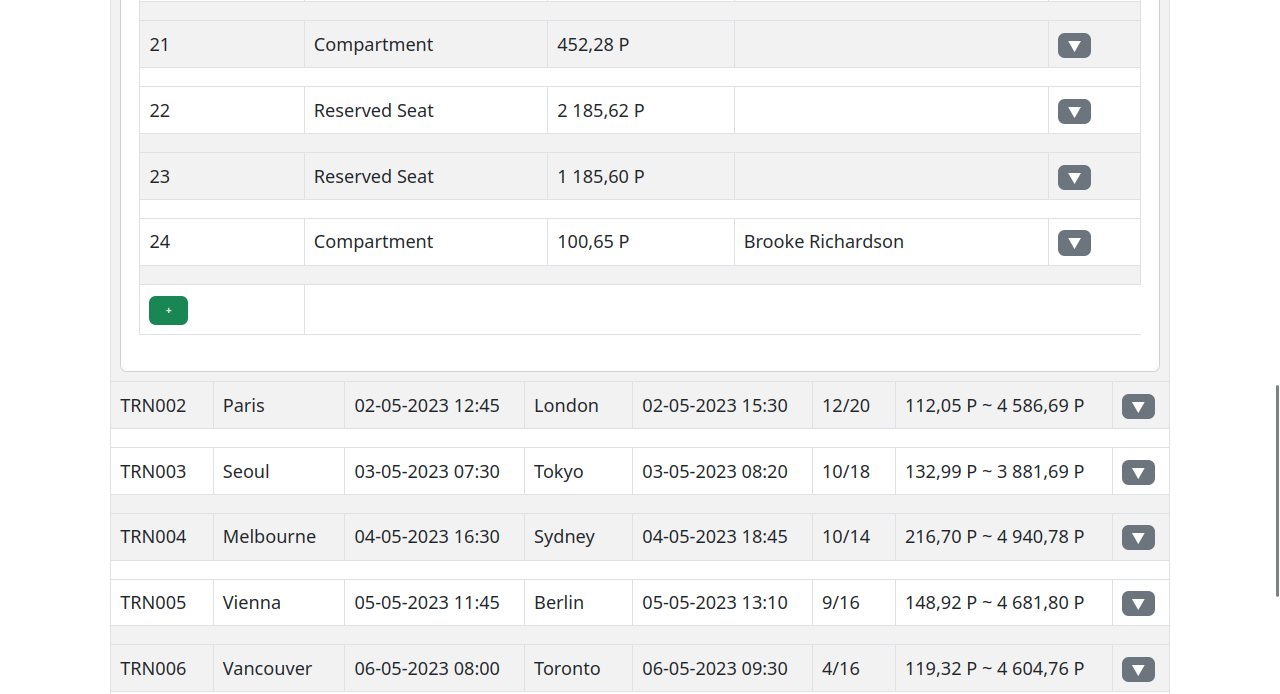 21 Compartment 452,28 P
22 Reserved Seat 2 185,62 P
23 Reserved Seat 1 185,60 P
24 Compartment 100,65 P Brooke Richardson
+
TRN002 Paris 02-05-2023 12:45 London 02-05-2023 15:30 12/20 112,05 P ~ 4 586,69 P
TRN003 Seoul 03-05-2023 07:30 Tokyo 03-05-2023 08:20 10/18 132,99 P ~ 3 881,69 P
TRN004 Melbourne 04-05-2023 16:30 Sydney 04-05-2023 18:45 10/14 216,70 P ~ 4 940,78 P
TRN005 Vienna 05-05-2023 11:45 Berlin 05-05-2023 13:10 9/16 148,92 P ~ 4 681,80 P
TRN006 Vancouver 06-05-2023 08:00 Toronto 06-05-2023 09:30 4/16 119,32 P ~ 4 604,76 P